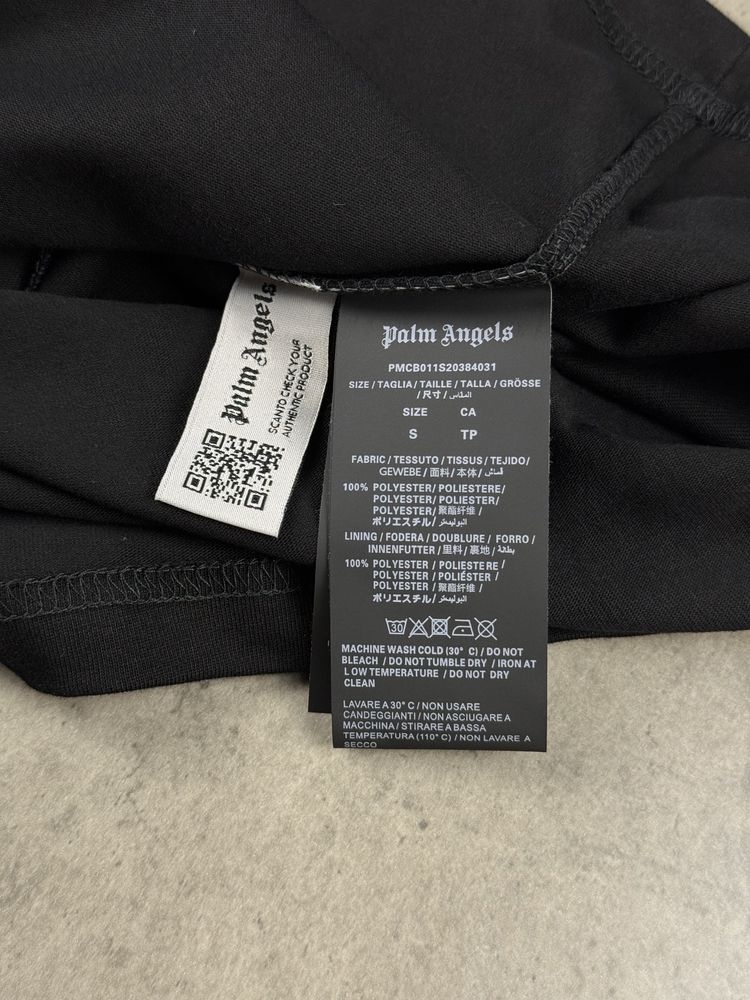 Palm Angels
SCANTO CHECK YOUR
AUTHENTIC PRODUCT
Palm Angels
PMCB011S20384031
SIZE / TAGLIA / TAILLE / TALLA / GRÖSSE
/ 尺寸 / المقاس
SIZE CA
S TP
FABRIC / TESSUTO / TISSUS / TEJIDO /
GEWEBE / 面料 / 本体 / قماش
100% POLYESTER / POLIESTERE /
POLYESTER / POLIESTER /
POLYESTER / 聚酯纤维 /
ポリエステル / البوليستر
LINING / FODERA / DOUBLURE / FORRO /
INNENFUTTER / 里料 / 裏地 / بطانة
100% POLYESTER / POLIESTERE /
POLYESTER / POLIÉSTER /
POLYESTER / 聚酯纤维 /
ポリエステル / البوليستر
30
MACHINE WASH COLD (30° C) / DO NOT
BLEACH / DO NOT TUMBLE DRY / IRON AT
LOW TEMPERATURE / DO NOT DRY
CLEAN
LAVARE A 30° C / NON USARE
CANDEGGIANTI / NON ASCIUGARE A
MACCHINA / STIRARE A BASSA
TEMPERATURA (110° C) / NON LAVARE A
SECCO